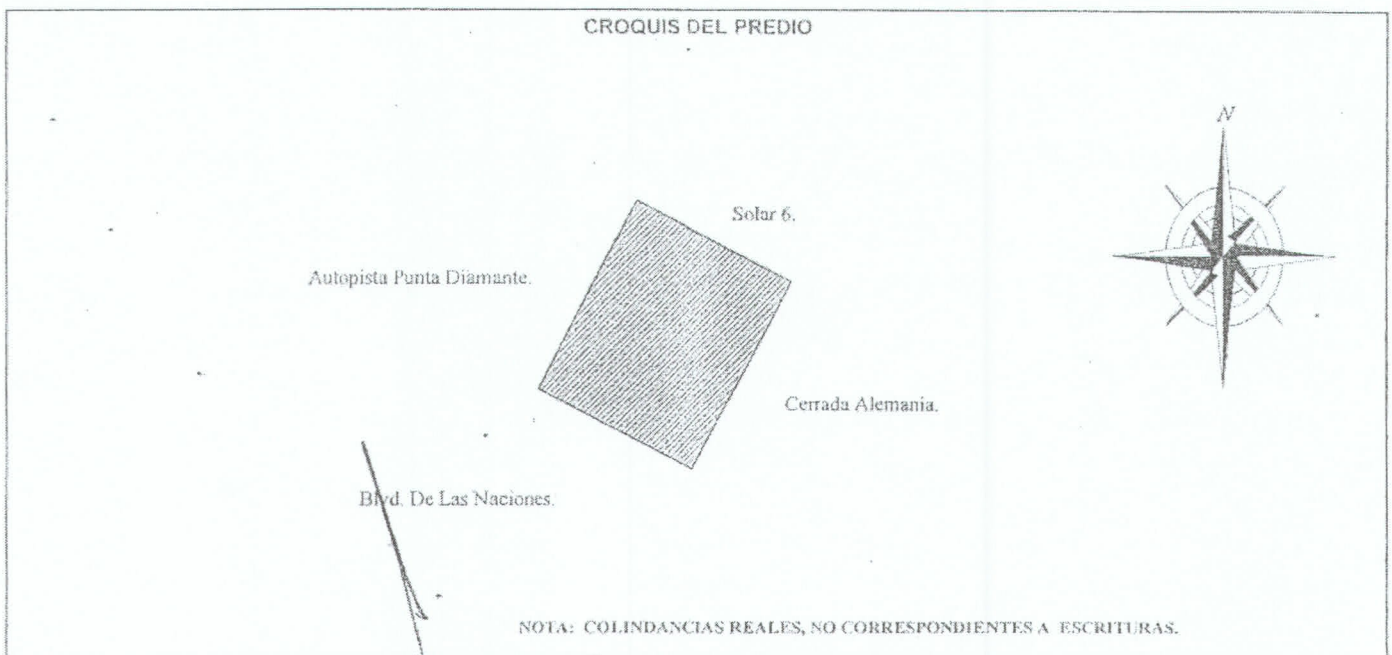 CROQUIS DEL PREDIO
N
Solar 6.
Autopista Punta Diamante.
Cerrada Alemania.
Blvd. De Las Naciones.
NOTA: COLINDANCIAS REALES, NO CORRESPONDIENTES A ESCRITURAS.